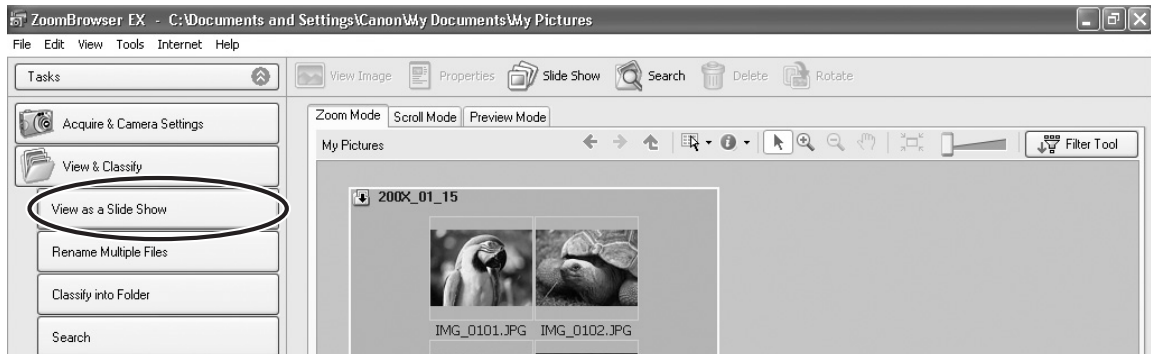 ZoomBrowser EX - C:\Documents and Settings\Canon\My Documents\My Pictures
File Edit View Tools Internet Help
Tasks
View Image Properties Slide Show Search Delete Rotate
Acquire & Camera Settings
View & Classify
View as a Slide Show
Rename Multiple Files
Classify into Folder
Search
Zoom Mode Scroll Mode Preview Mode
My Pictures
Filter Tool
200X_01_15
IMG_0101.JPG IMG_0102.JPG